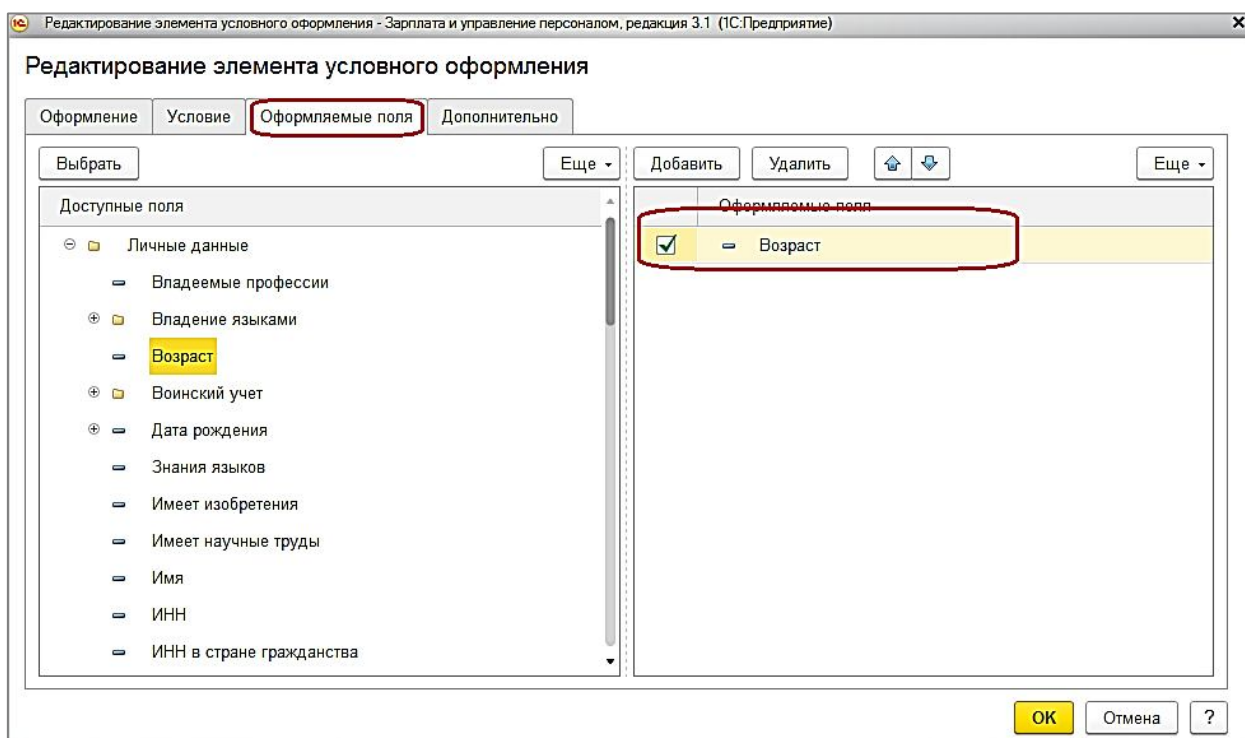 Редактирование элемента условного оформления - Зарплата и управление персоналом, редакция 3.1 (1С:Предприятие)
Редактирование элемента условного оформления
Оформление Условие Оформляемые поля Дополнительно
Выбрать Еще Добавить Удалить Еще
Доступные поля Оформляемые поля
Личные данные Возраст
Владеемые профессии
Владение языками
Возраст
Воинский учет
Дата рождения
Знания языков
Имеет изобретения
Имеет научные труды
Имя
ИНН
ИНН в стране гражданства
ОК Отмена ?